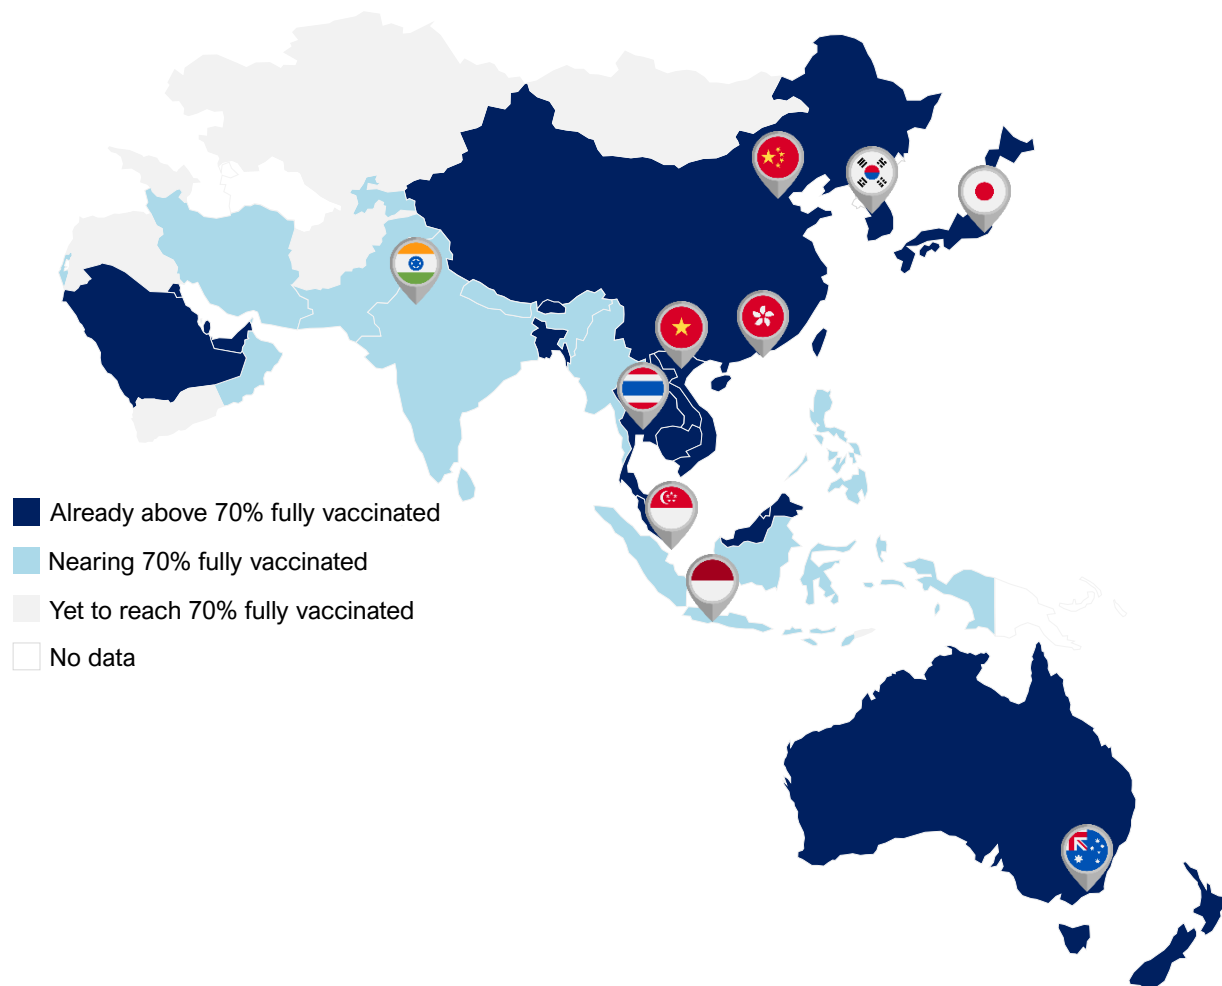 Already above 70% fully vaccinated
Nearing 70% fully vaccinated
Yet to reach 70% fully vaccinated
No data